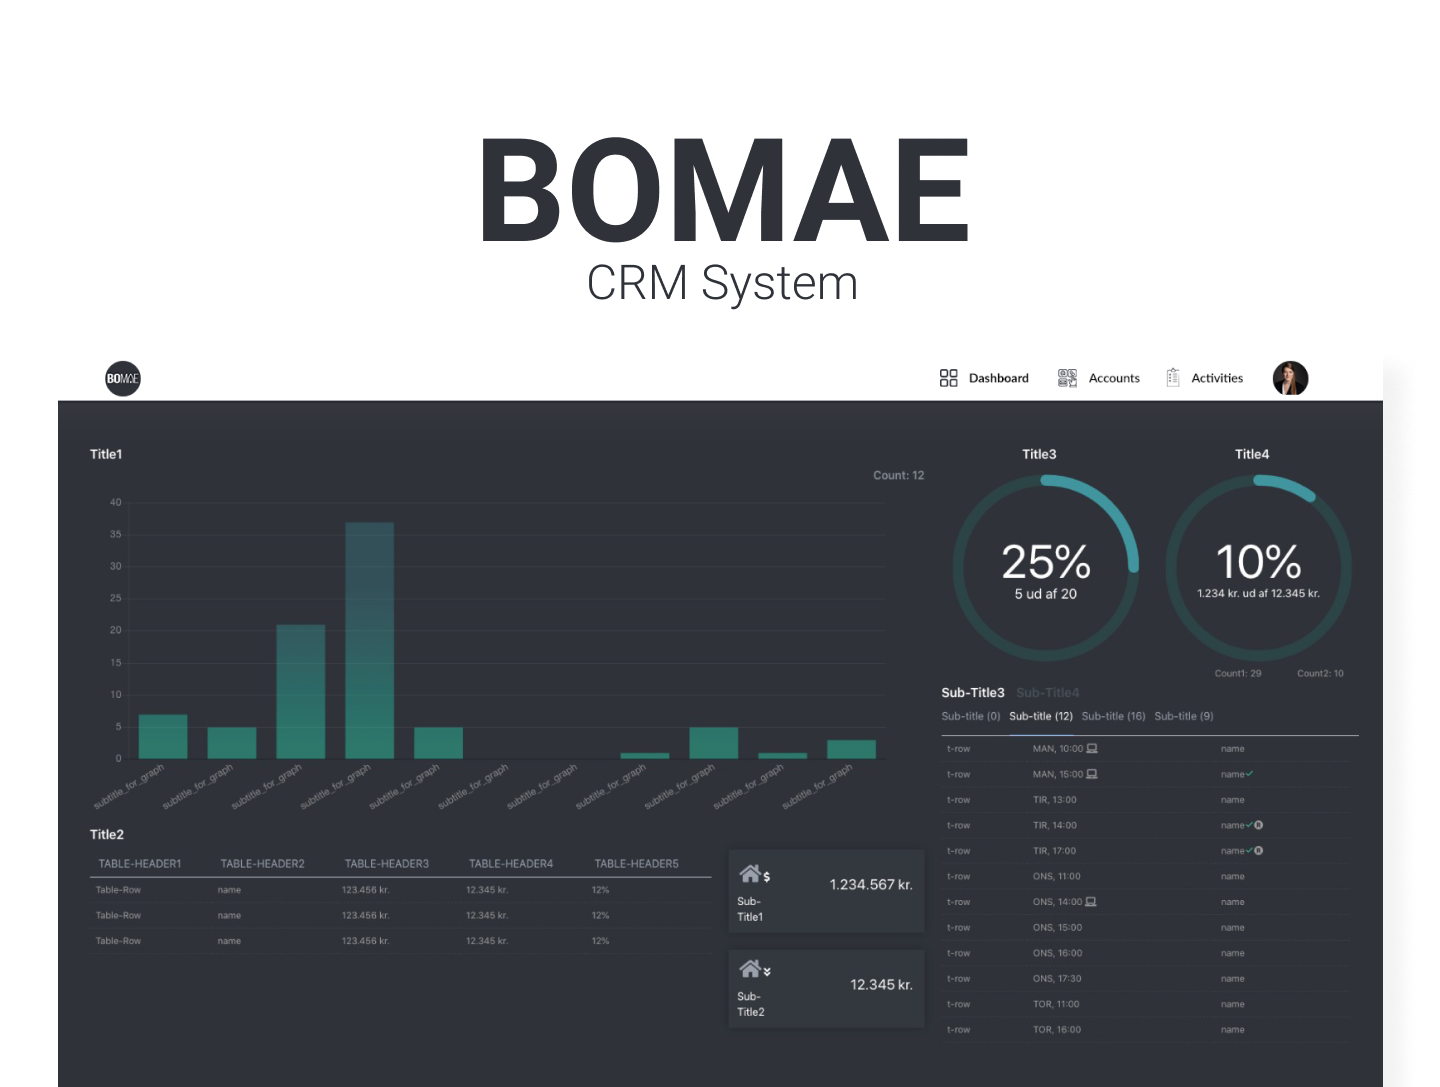 BOMAE
CRM System
BOMAE
Dashboard
Accounts
Activities
Title1
Count: 12
40
35
30
25
20
15
10
5
0
subtitle_for_graph
subtitle_for_graph
subtitle_for_graph
subtitle_for_graph
subtitle_for_graph
subtitle_for_graph
subtitle_for_graph
subtitle_for_graph
subtitle_for_graph
subtitle_for_graph
subtitle_for_graph
Title2
TABLE-HEADER1 TABLE-HEADER2 TABLE-HEADER3 TABLE-HEADER4 TABLE-HEADER5
Table-Row name 123.456 kr. 12.345 kr. 12%
Table-Row name 123.456 kr. 12.345 kr. 12%
Table-Row name 123.456 kr. 12.345 kr. 12%
$
Sub-
Title1
1.234.567 kr.
Sub-
Title2
12.345 kr.
Title3
25%
5 ud af 20
Title4
10%
1.234 kr. ud af 12.345 kr.
Count1: 29 Count2: 10
Sub-Title3 Sub-Title4
Sub-title (0) Sub-title (12) Sub-title (16) Sub-title (9)
t-row MAN, 10:00 name
t-row MAN, 15:00 name
t-row TIR, 13:00 name
t-row TIR, 14:00 name
t-row TIR, 17:00 name
t-row ONS, 11:00 name
t-row ONS, 14:00 name
t-row ONS, 15:00 name
t-row ONS, 16:00 name
t-row ONS, 17:30 name
t-row TOR, 11:00 name
t-row TOR, 16:00 name